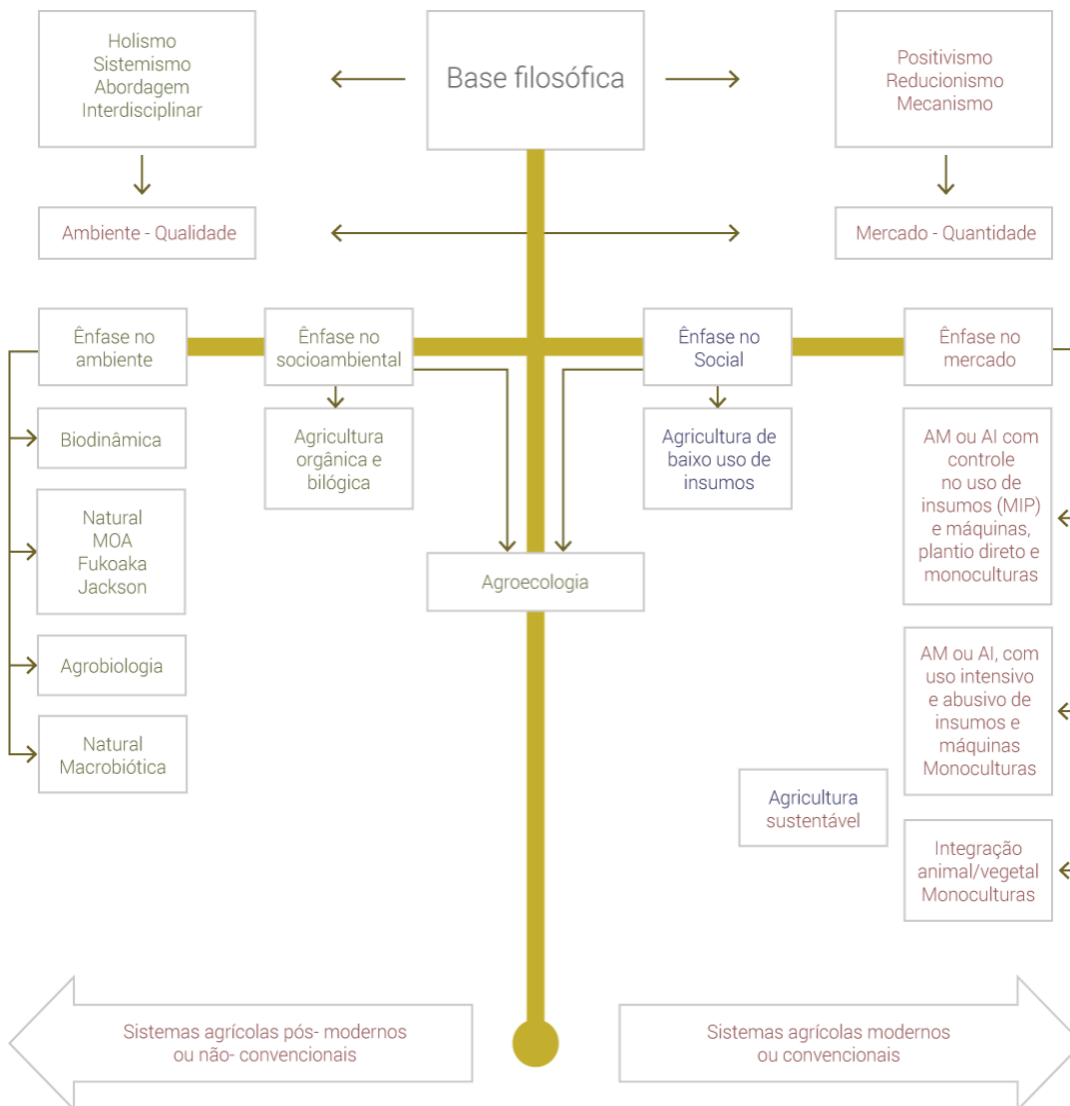 Holismo
Sistemismo
Abordagem
Interdisciplinar
Base filosófica
Positivismo
Reducionismo
Mecanismo
Ambiente - Qualidade
Mercado - Quantidade
Ênfase no
ambiente
Ênfase no
socioambiental
Ênfase no
Social
Ênfase no
mercado
Biodinâmica
Natural
MOA
Fukoaka
Jackson
Agrobiologia
Natural
Macrobiótica
Agricultura
orgânica e
bilógica
Agricultura de
baixo uso de
insumos
Agroecologia
AM ou AI com
controle
no uso de
insumos (MIP)
e máquinas,
plantio direto e
monoculturas
AM ou AI, com
uso intensivo
e abusivo de
insumos e
máquinas
Monoculturas
Agricultura
sustentável
Integração
animal/vegetal
Monoculturas
Sistemas agrícolas pós- modernos
ou não- convencionais
Sistemas agrícolas modernos
ou convencionais